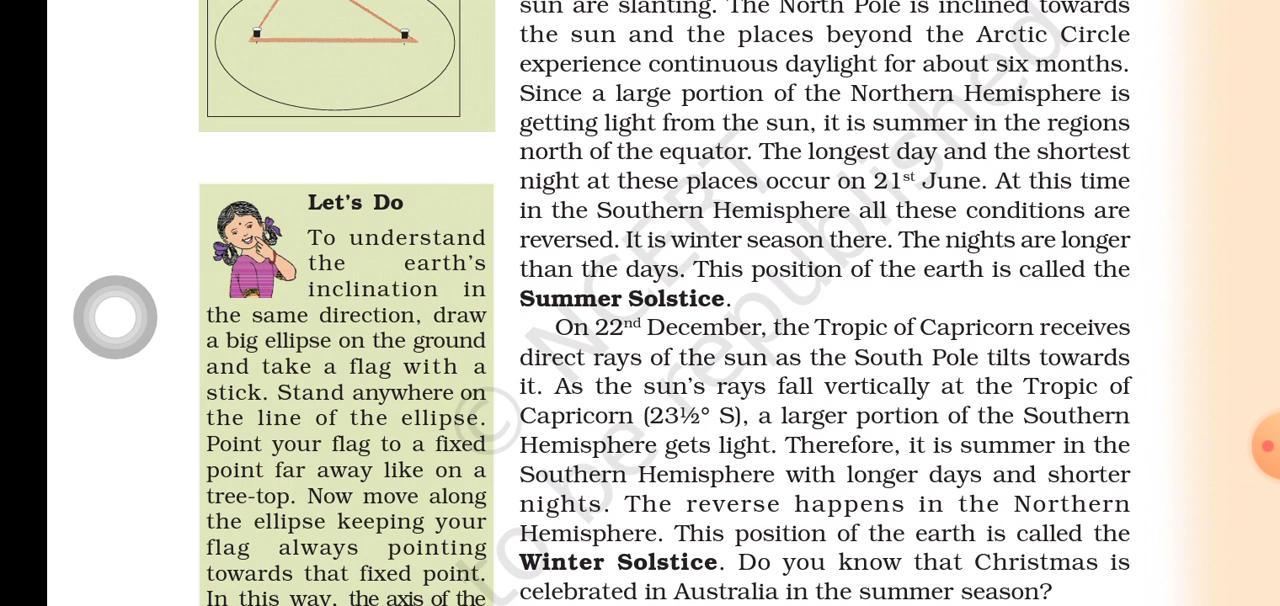 Let's Do
To understand
the earth's
inclination in
the same direction, draw
a big ellipse on the ground
and take a flag with a
stick. Stand anywhere on
the line of the ellipse.
Point your flag to a fixed
point far away like on a
tree-top. Now move along
the ellipse keeping your
flag always pointing
towards that fixed point.
In this way, the axis of the
sun are slanting. The North Pole is inclined towards
the sun and the places beyond the Arctic Circle
experience continuous daylight for about six months.
Since a large portion of the Northern Hemisphere is
getting light from the sun, it is summer in the regions
north of the equator. The longest day and the shortest
night at these places occur on 21st June. At this time
in the Southern Hemisphere all these conditions are
reversed. It is winter season there. The nights are longer
than the days. This position of the earth is called the
Summer Solstice.
On 22nd December, the Tropic of Capricorn receives
direct rays of the sun as the South Pole tilts towards
it. As the sun's rays fall vertically at the Tropic of
Capricorn (23½° S), a larger portion of the Southern
Hemisphere gets light. Therefore, it is summer in the
Southern Hemisphere with longer days and shorter
nights. The reverse happens in the Northern
Hemisphere. This position of the earth is called the
Winter Solstice. Do you know that Christmas is
celebrated in Australia in the summer season?
© NCERT
to be republished